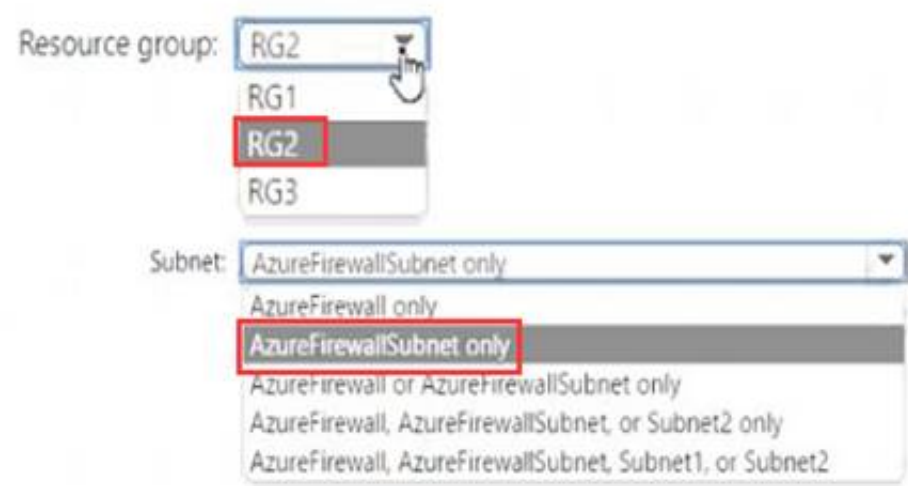 Resource group: RG2
RG1
RG2
RG3
Subnet: AzureFirewallSubnet only
AzureFirewall only
AzureFirewallSubnet only
AzureFirewall or AzureFirewallSubnet only
AzureFirewall, AzureFirewallSubnet, or Subnet2 only
AzureFirewall, AzureFirewallSubnet, Subnet1, or Subnet2